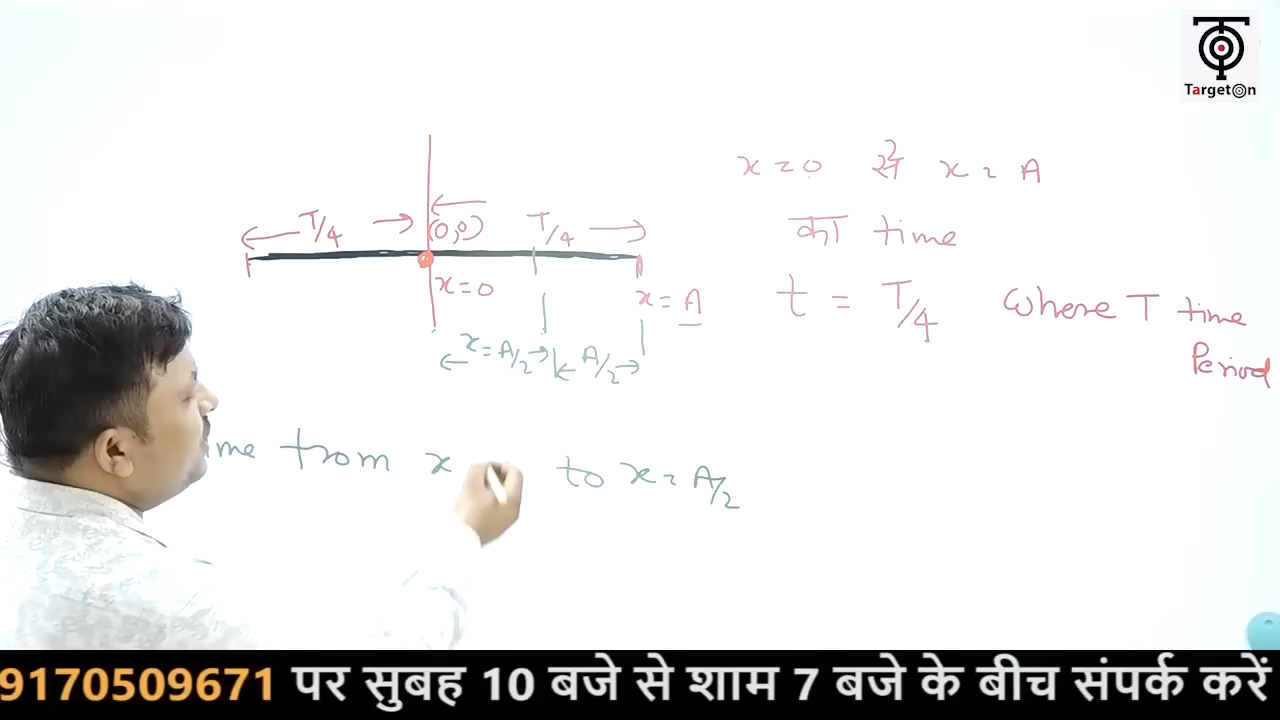 TargetOn
x = 0 से x = A
T/4 (0,0) T/4
का time
x = 0 x = A
t = T/4 where T time Period
x = A/2 A/2
me from x to x = A/2
9170509671 पर सुबह 10 बजे से शाम 7 बजे के बीच संपर्क करें